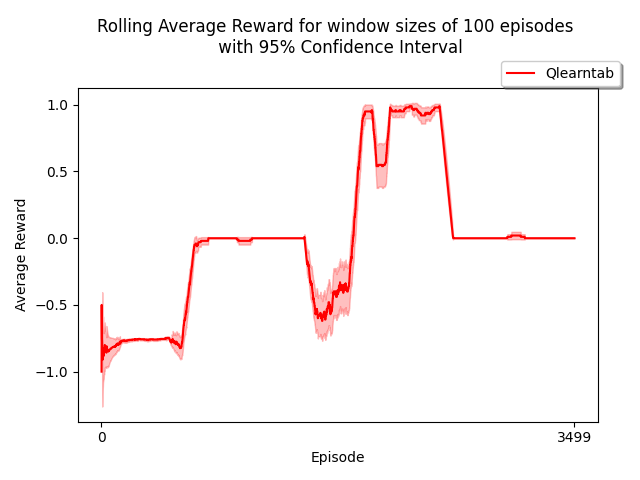 Rolling Average Reward for window sizes of 100 episodes
with 95% Confidence Interval
Qlearntab
1.0
0.5
0.0
−0.5
−1.0
Average Reward
0
3499
Episode